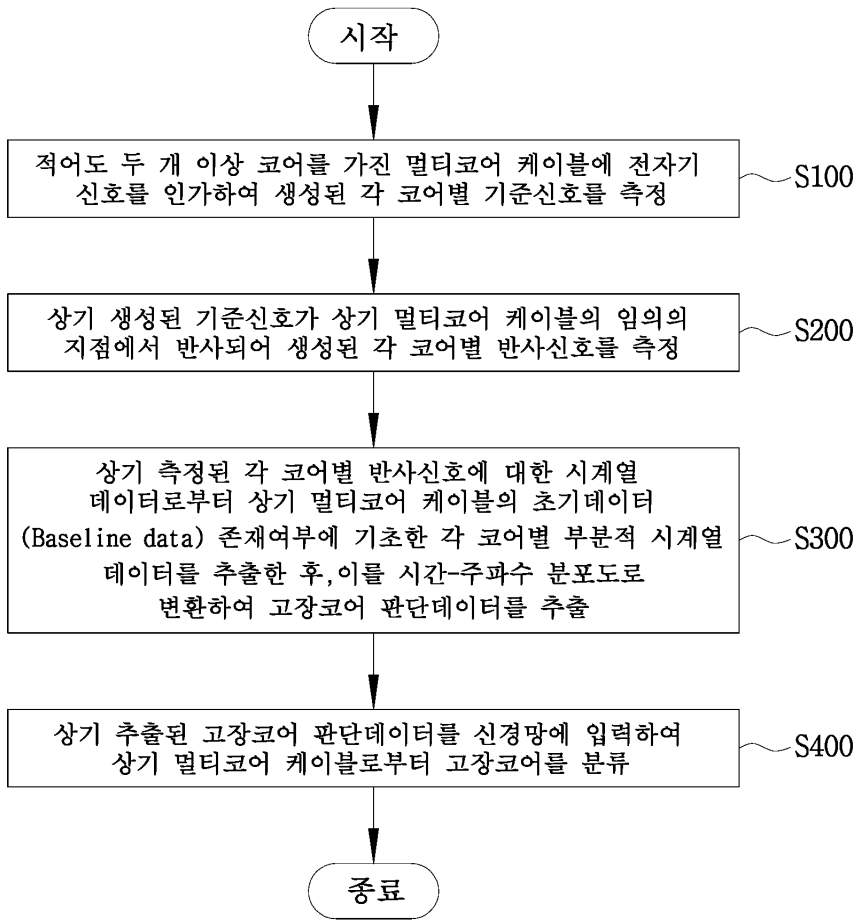 시작
적어도 두 개 이상 코어를 가진 멀티코어 케이블에 전자기
신호를 인가하여 생성된 각 코어별 기준신호를 측정
S100
상기 생성된 기준신호가 상기 멀티코어 케이블의 임의의
지점에서 반사되어 생성된 각 코어별 반사신호를 측정
S200
상기 측정된 각 코어별 반사신호에 대한 시계열
데이터로부터 상기 멀티코어 케이블의 초기데이터
(Baseline data) 존재여부에 기초한 각 코어별 부분적 시계열
데이터를 추출한 후,이를 시간-주파수 분포도로
변환하여 고장코어 판단데이터를 추출
S300
상기 추출된 고장코어 판단데이터를 신경망에 입력하여
상기 멀티코어 케이블로부터 고장코어를 분류
S400
종료